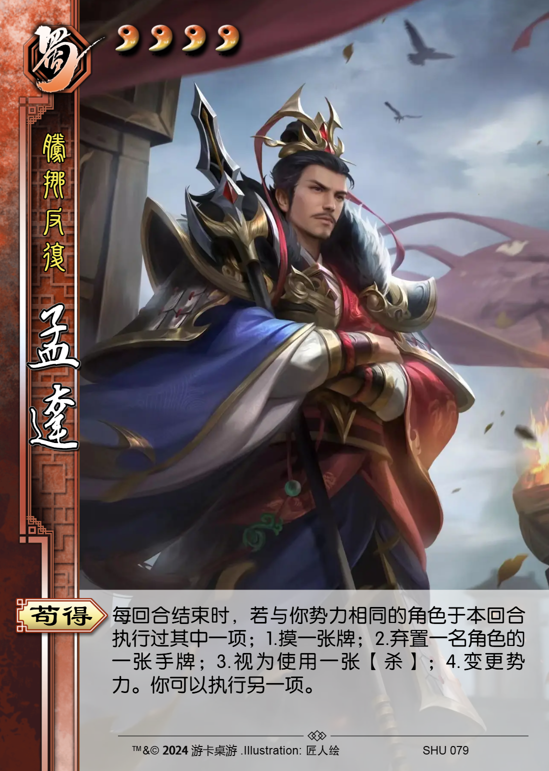 蜀
騰挪反復
孟達
苟得
每回合结束时，若与你势力相同的角色于本回合
执行过其中一项；1.摸一张牌；2.弃置一名角色的
一张手牌；3.视为使用一张【杀】；4.变更势
力。你可以执行另一项。
™&© 2024 游卡桌游 .Illustration: 匠人绘
SHU 079